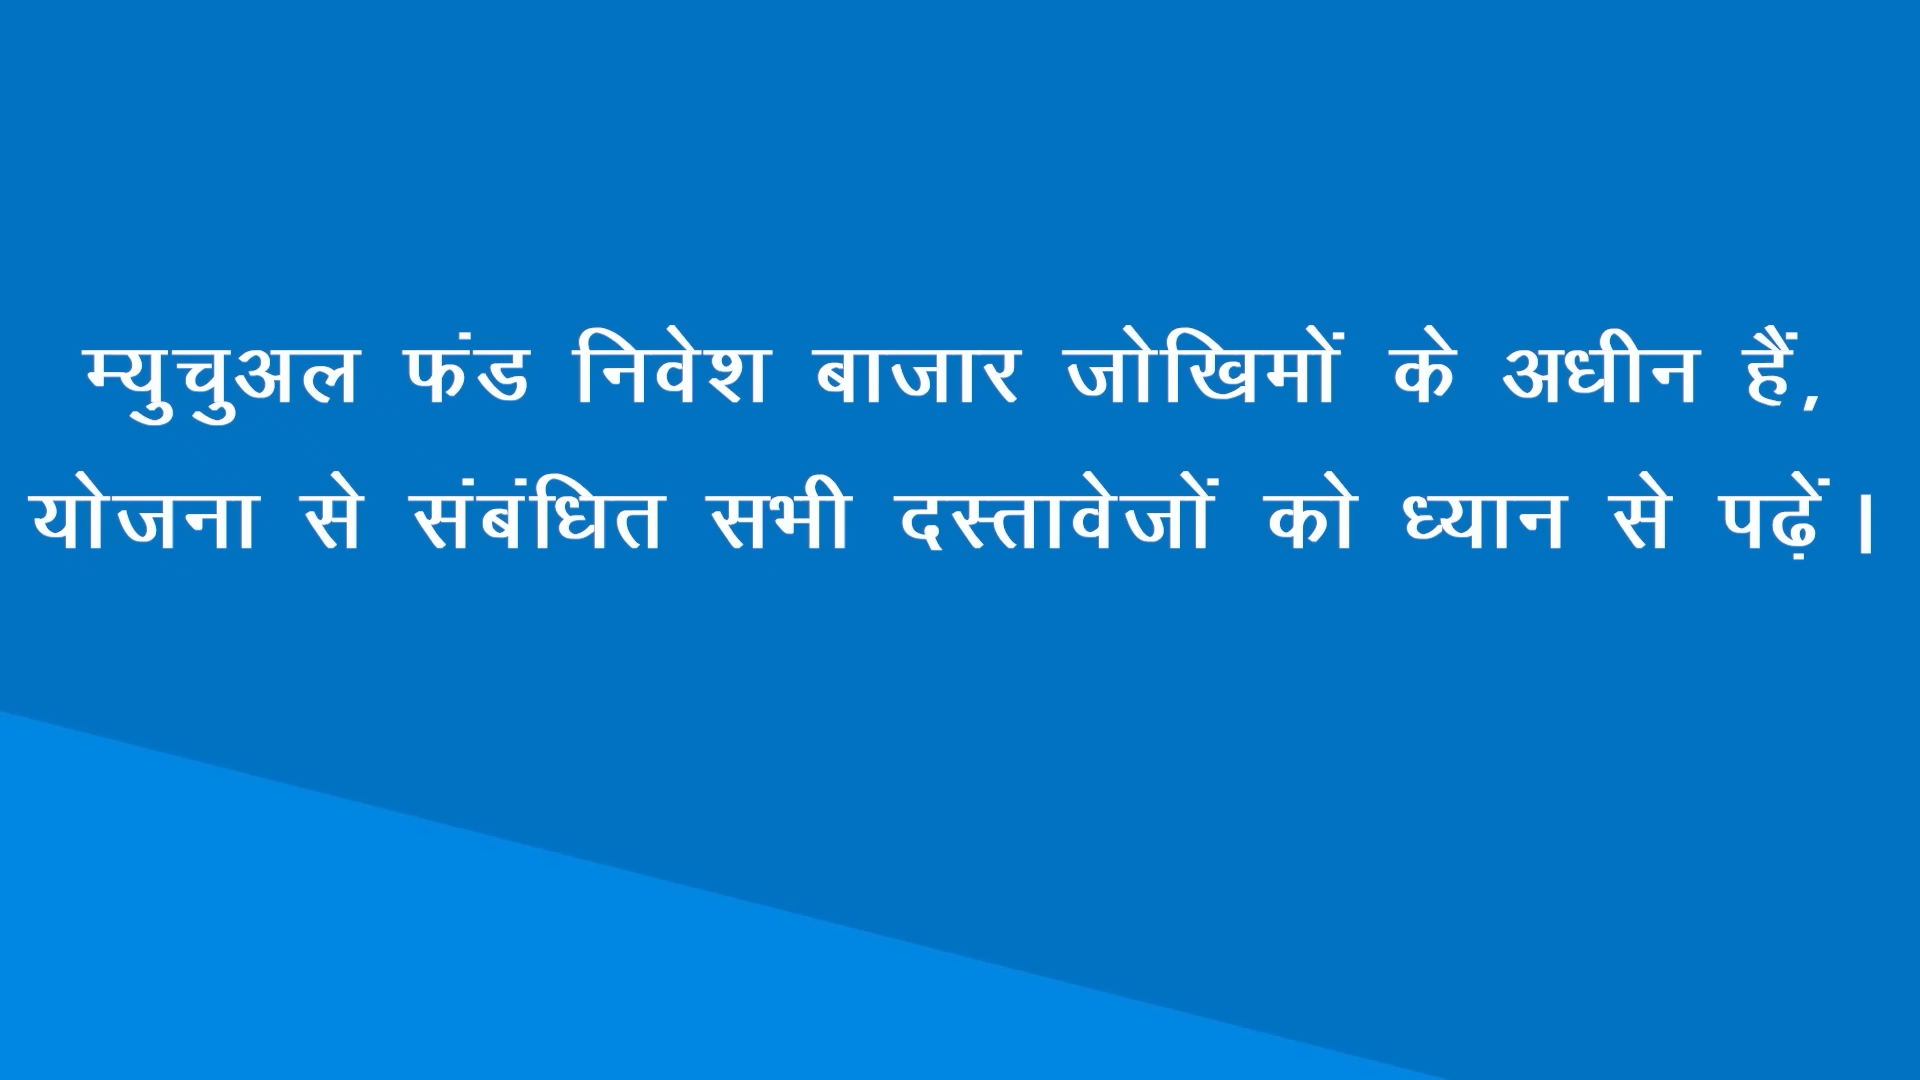 म्युचुअल फंड निवेश बाजार जोखिमों के अधीन हैं,
योजना से संबंधित सभी दस्तावेजों को ध्यान से पढ़ें।